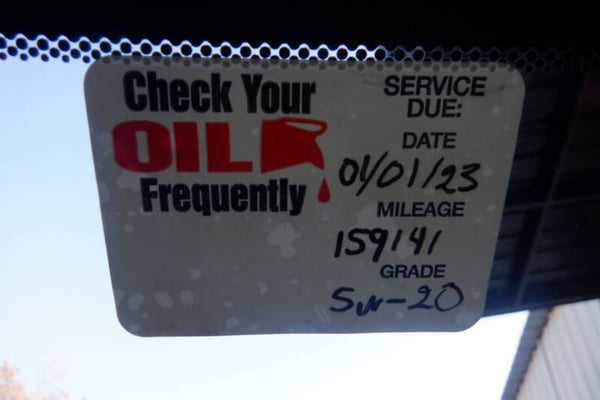 Check Your
OIL
Frequently
SERVICE
DUE:
DATE
01/01/23
MILEAGE
159141
GRADE
5w-20